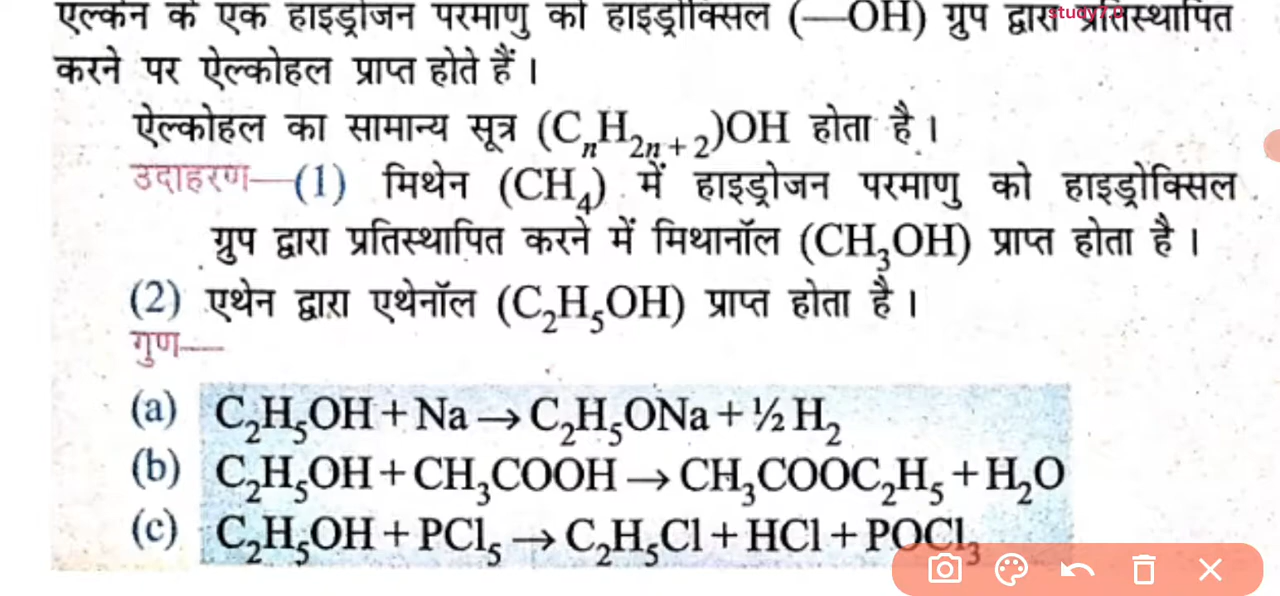 एल्केन के एक हाइड्रोजन परमाणु को हाइड्रोक्सिल (—OH) ग्रुप द्वारा प्रतिस्थापित
study7.0
करने पर ऐल्कोहल प्राप्त होते हैं।
ऐल्कोहल का सामान्य सूत्र (CₙH₂ₙ₊₂)OH होता है।
उदाहरण—(1) मिथेन (CH₄) में हाइड्रोजन परमाणु को हाइड्रोक्सिल
ग्रुप द्वारा प्रतिस्थापित करने में मिथानॉल (CH₃OH) प्राप्त होता है।
(2) एथेन द्वारा एथेनॉल (C₂H₅OH) प्राप्त होता है।
गुण—
(a) C₂H₅OH + Na → C₂H₅ONa + ½ H₂
(b) C₂H₅OH + CH₃COOH → CH₃COOC₂H₅ + H₂O
(c) C₂H₅OH + PCl₅ → C₂H₅Cl + HCl + POCl₃